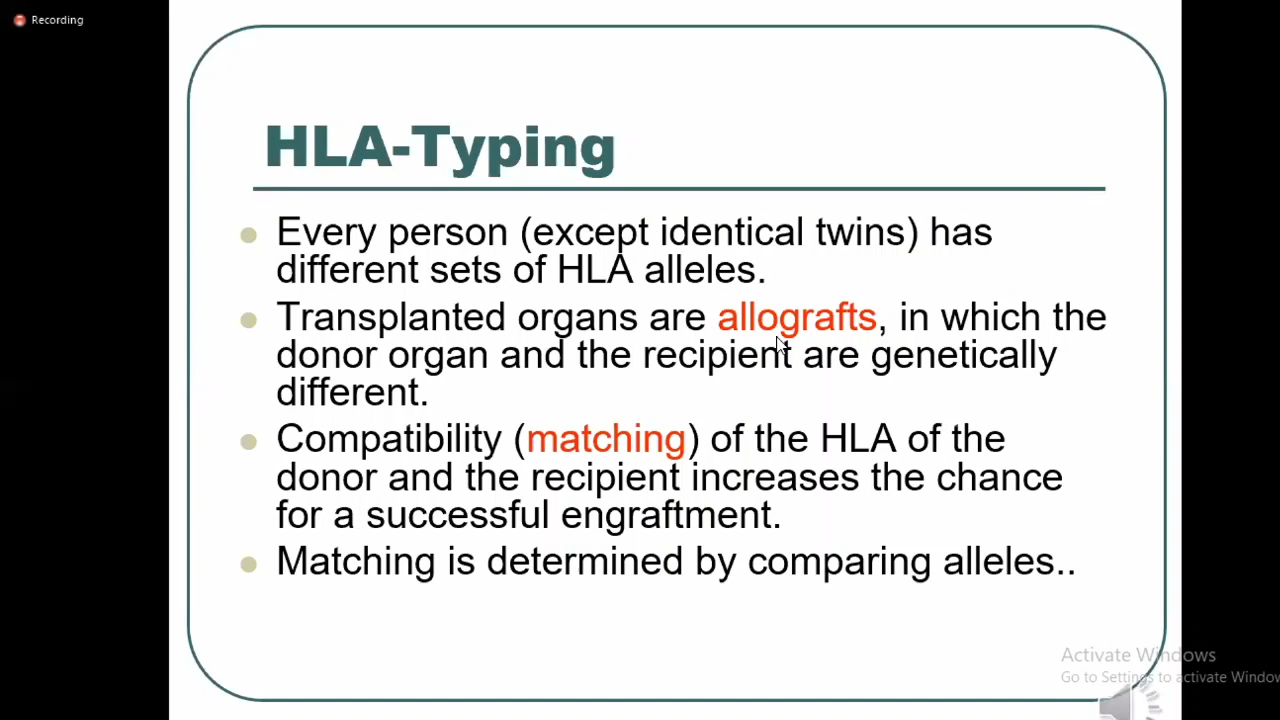 Recording
HLA-Typing
Every person (except identical twins) has
different sets of HLA alleles.
Transplanted organs are allografts, in which the
donor organ and the recipient are genetically
different.
Compatibility (matching) of the HLA of the
donor and the recipient increases the chance
for a successful engraftment.
Matching is determined by comparing alleles..
Activate Windows
Go to Settings to activate Window